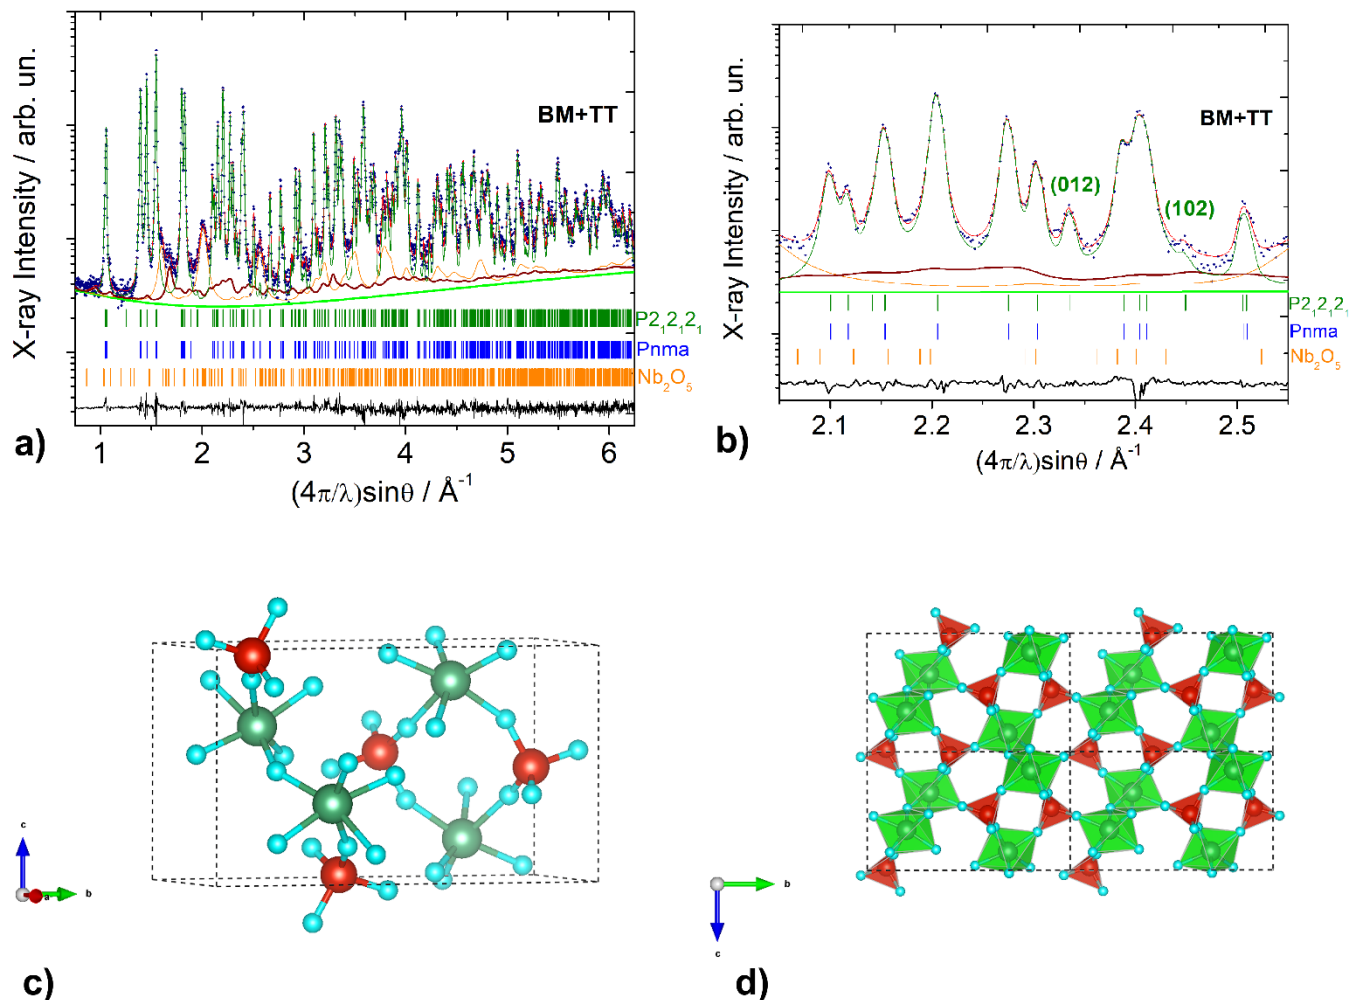 X-ray Intensity / arb. un.
BM+TT
P2₁2₁2₁
Pnma
Nb₂O₅
1 2 3 4 5 6
(4π/λ)sinθ / Å⁻¹
a)
X-ray Intensity / arb. un.
BM+TT
(012)
(102)
P2₁2₁2₁
Pnma
Nb₂O₅
2.1 2.2 2.3 2.4 2.5
(4π/λ)sinθ / Å⁻¹
b)
c
a
b
c)
b
c
d)